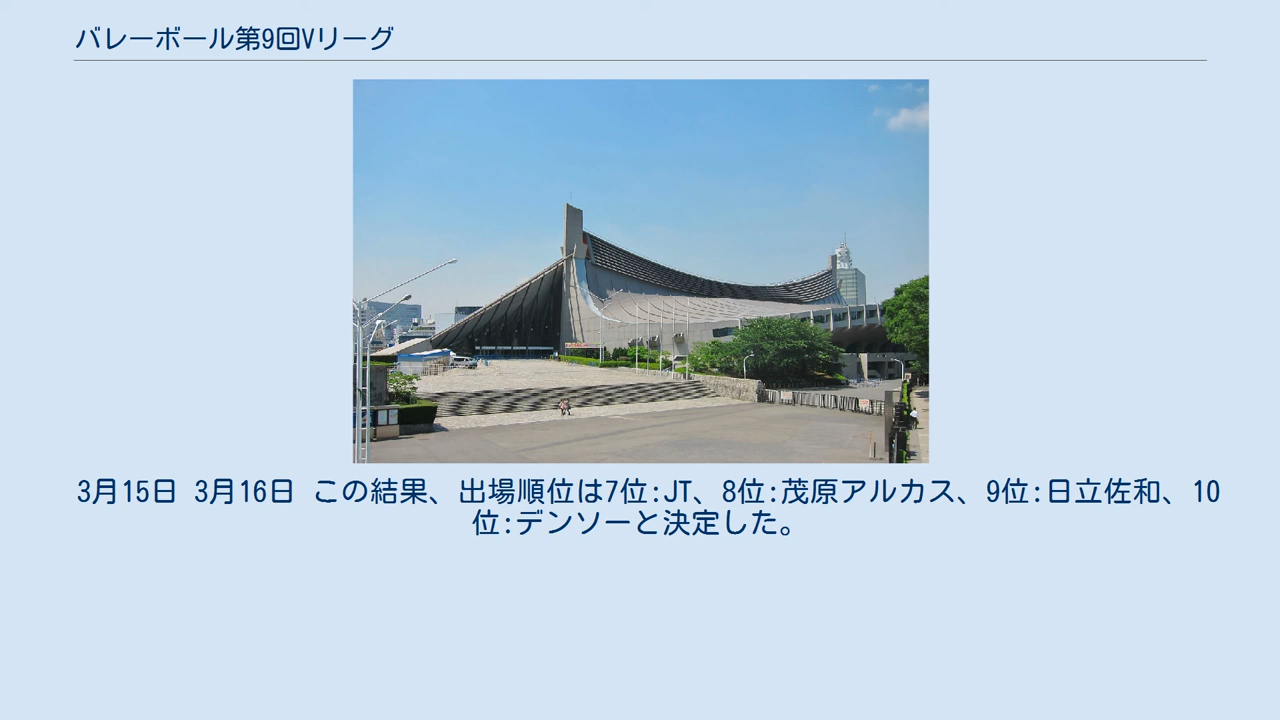 バレーボール第9回Vリーグ
3月15日 3月16日 この結果、出場順位は7位:JT、8位:茂原アルカス、9位:日立佐和、10
位:デンソーと決定した。